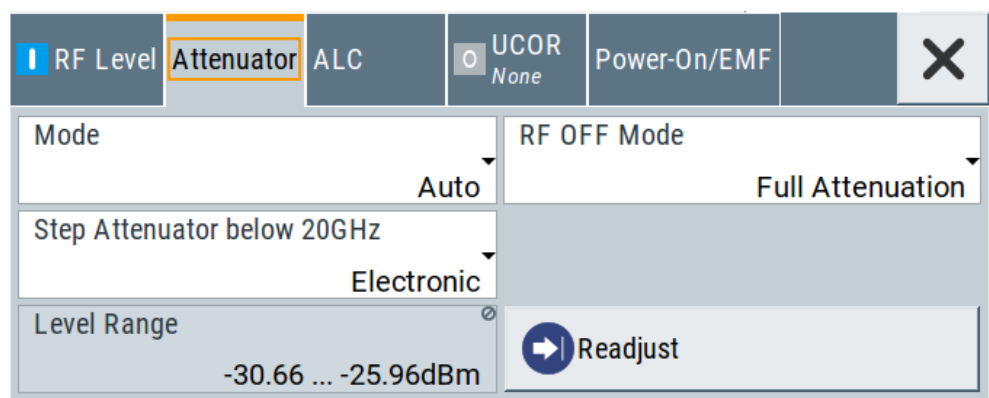 RF Level Attenuator ALC UCOR Power-On/EMF
None
Mode RF OFF Mode
Auto Full Attenuation
Step Attenuator below 20GHz
Electronic
Level Range
Readjust
-30.66 ... -25.96dBm